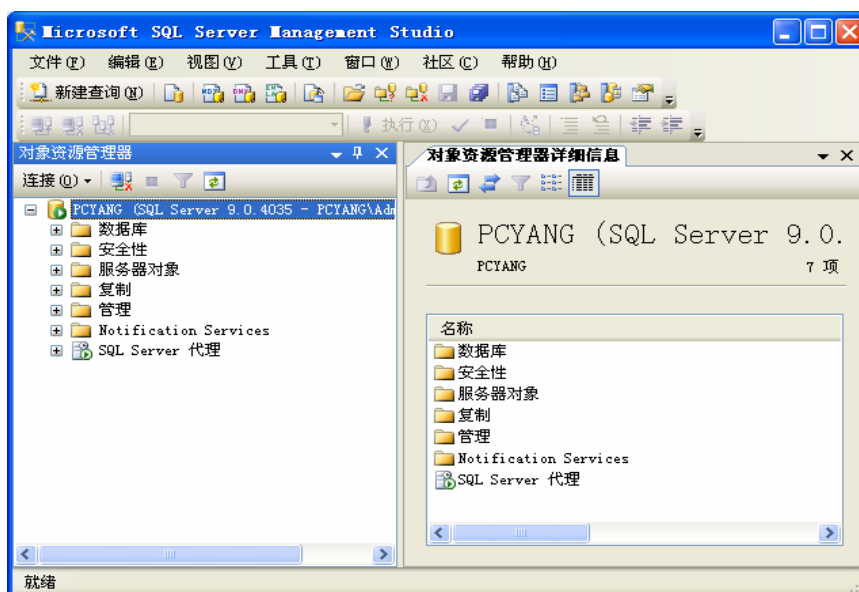 Microsoft SQL Server Management Studio
文件(F) 编辑(E) 视图(V) 工具(T) 窗口(W) 社区(C) 帮助(H)
新建查询(N)
执行(X)
对象资源管理器
连接(O)
PCYANG (SQL Server 9.0.4035 - PCYANG\Adm
数据库
安全性
服务器对象
复制
管理
Notification Services
SQL Server 代理
对象资源管理器详细信息
PCYANG (SQL Server 9.0.
PCYANG 7 项
名称
数据库
安全性
服务器对象
复制
管理
Notification Services
SQL Server 代理
就绪